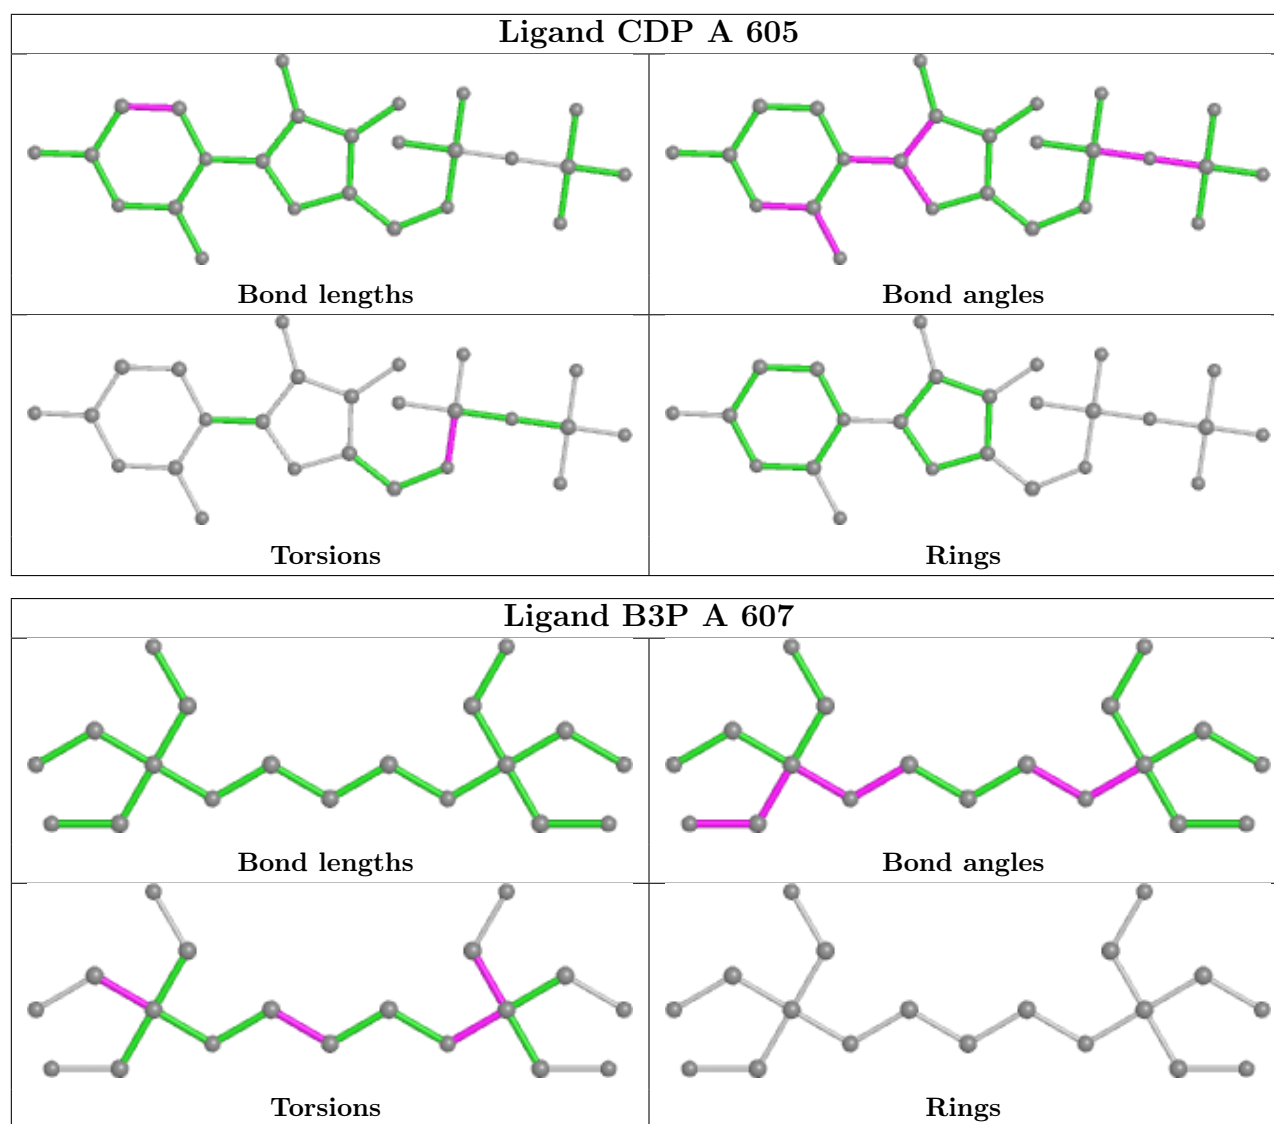 Ligand CDP A 605
Bond lengths
Bond angles
Torsions
Rings
Ligand B3P A 607
Bond lengths
Bond angles
Torsions
Rings